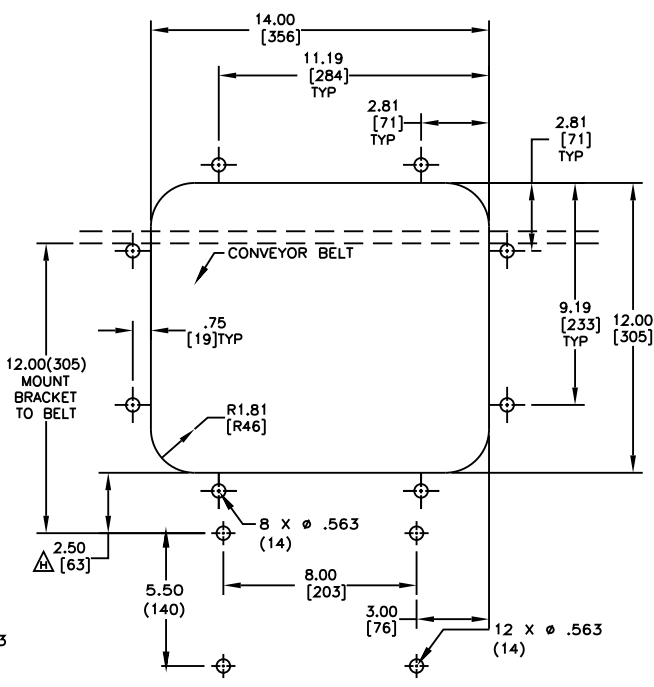 14.00
[356]
11.19
[284]
TYP
2.81
[71]
TYP
2.81
[71]
TYP
CONVEYOR BELT
.75
[19]TYP
9.19
[233]
TYP
12.00
[305]
12.00(305)
MOUNT
BRACKET
TO BELT
R1.81
[R46]
8 X ø .563
(14)
H
2.50
[63]
5.50
(140)
8.00
[203]
3.00
[76]
12 X ø .563
(14)
3